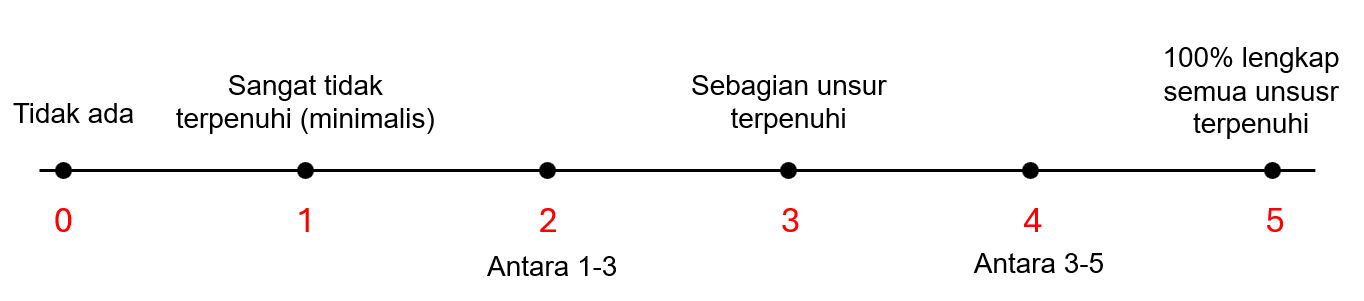 Tidak ada
Sangat tidak
terpenuhi (minimalis)
Sebagian unsur
terpenuhi
100% lengkap
semua unsusr
terpenuhi
0
1
2
3
4
5
Antara 1-3
Antara 3-5